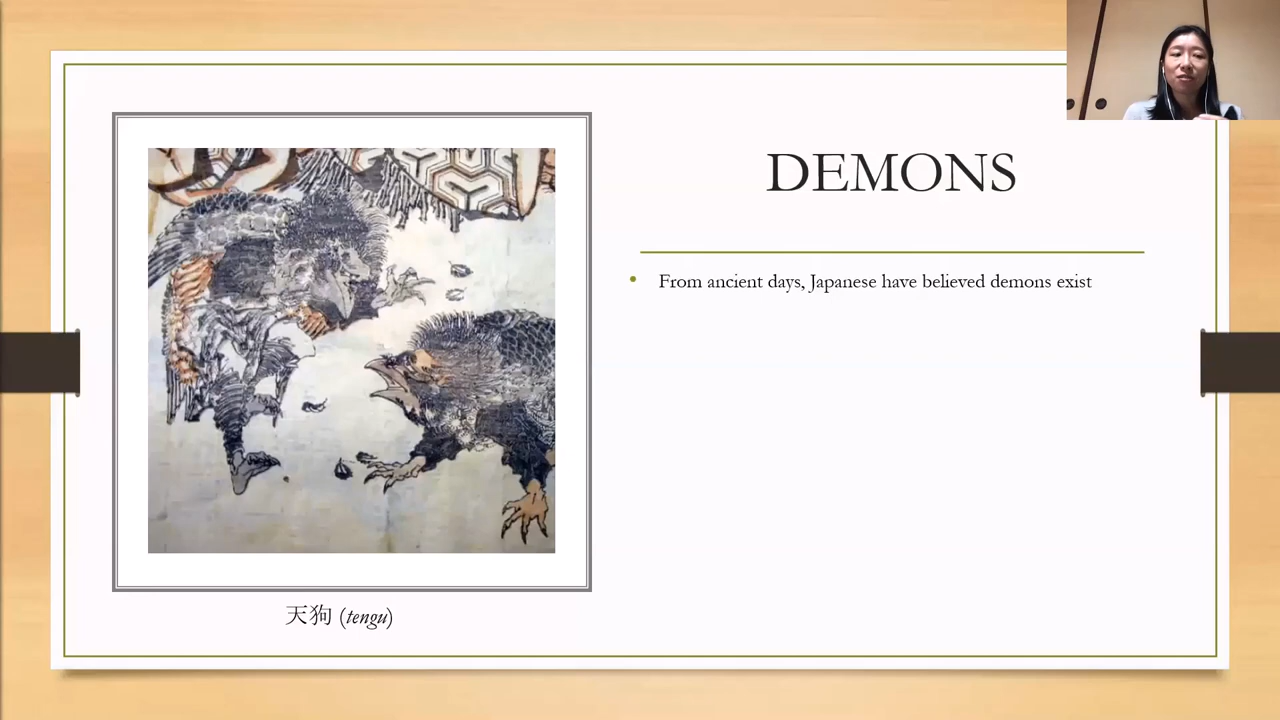 DEMONS
• From ancient days, Japanese have believed demons exist
天狗 (tengu)